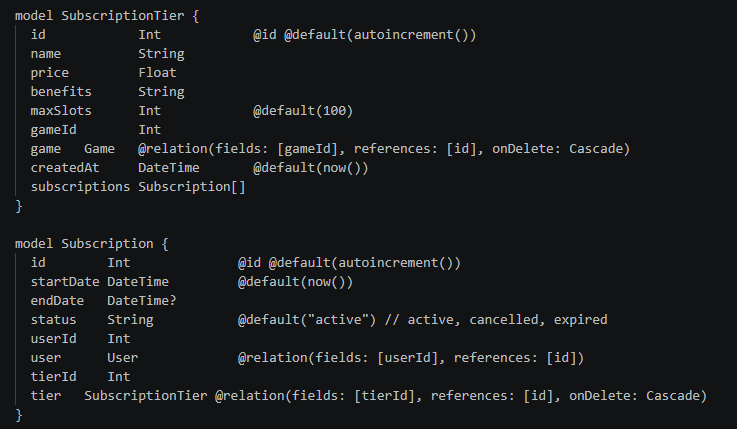 model SubscriptionTier {
  id            Int            @id @default(autoincrement())
  name          String
  price         Float
  benefits      String
  maxSlots      Int            @default(100)
  gameId        Int
  game   Game   @relation(fields: [gameId], references: [id], onDelete: Cascade)
  createdAt     DateTime       @default(now())
  subscriptions Subscription[]
}

model Subscription {
  id        Int              @id @default(autoincrement())
  startDate DateTime         @default(now())
  endDate   DateTime?
  status    String           @default("active") // active, cancelled, expired
  userId    Int
  user      User             @relation(fields: [userId], references: [id])
  tierId    Int
  tier   SubscriptionTier @relation(fields: [tierId], references: [id], onDelete: Cascade)
}